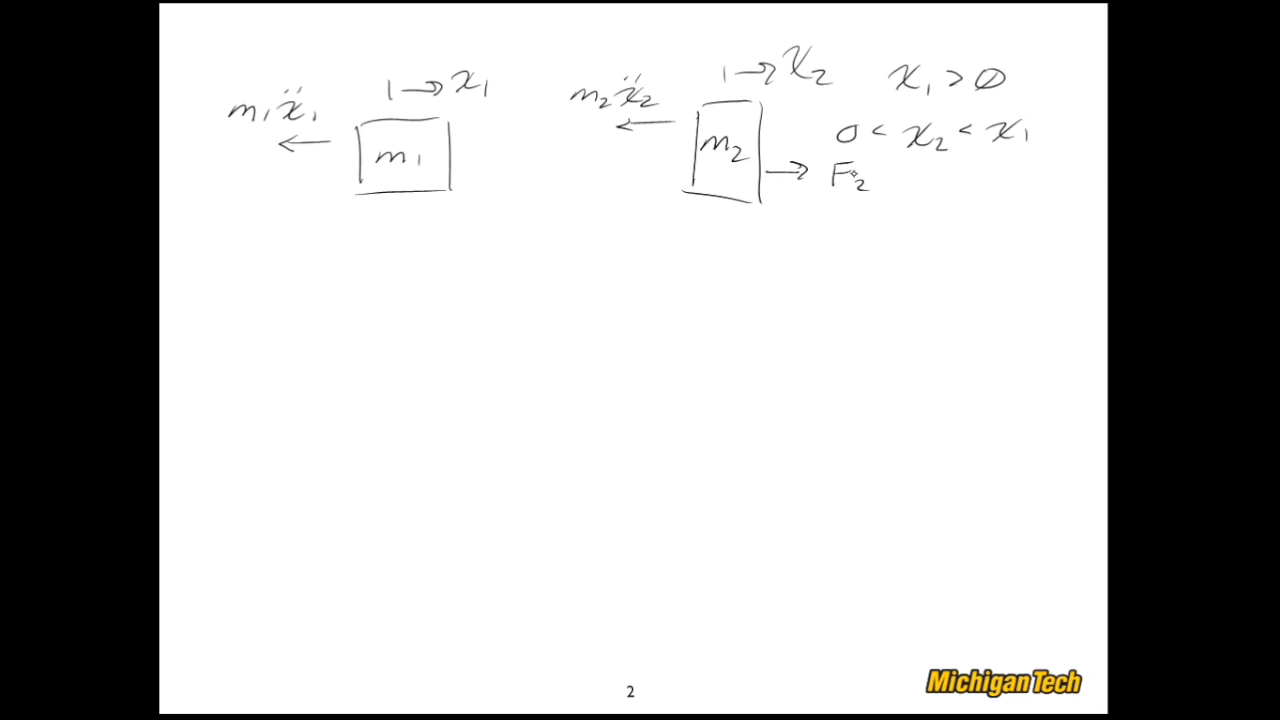 m₁ẍ₁ |→ x₁ m₂ẍ₂ |→ x₂ x₁ > 0
m₁ m₂ 0 < x₂ < x₁
→ F₂
2
Michigan Tech